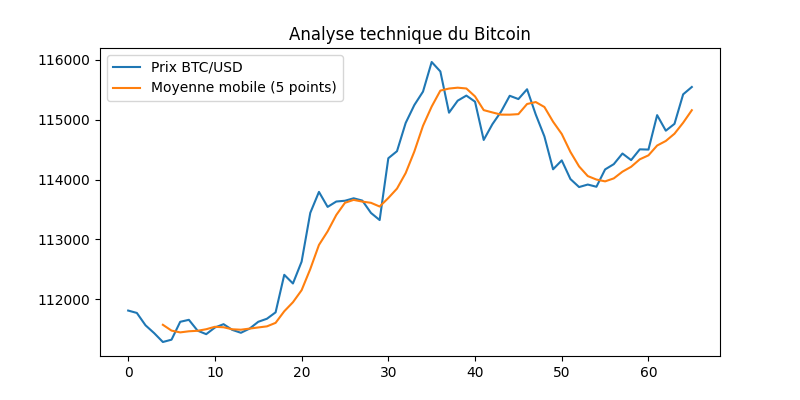 Analyse technique du Bitcoin
Prix BTC/USD
Moyenne mobile (5 points)
116000
115000
114000
113000
112000
0 10 20 30 40 50 60